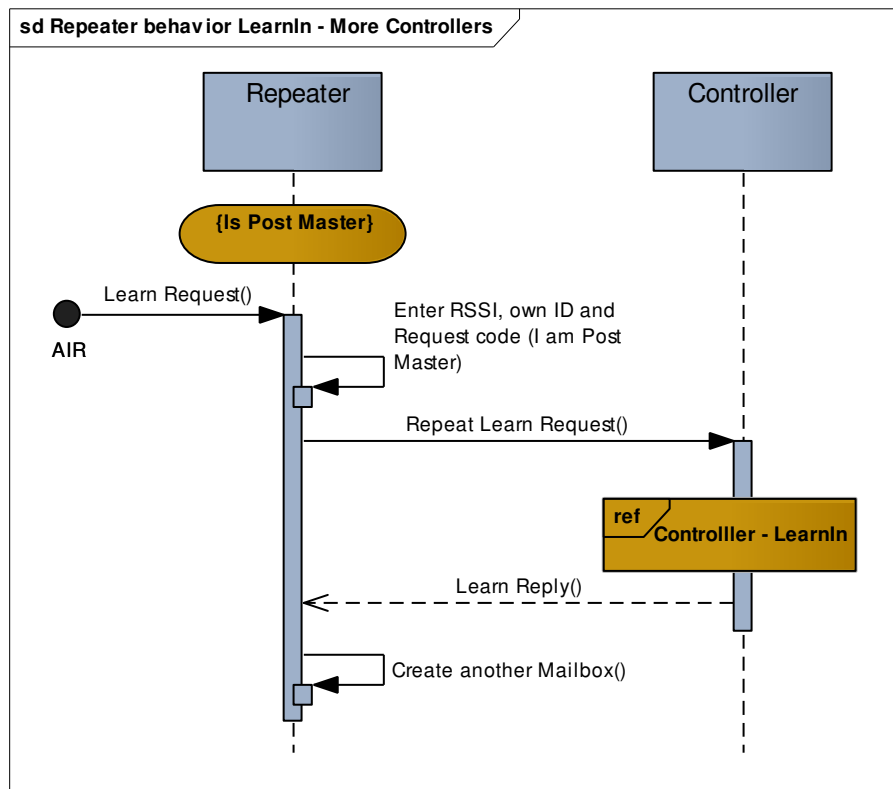 sd Repeater behavior LearnIn - More Controllers
Repeater
Controller
{Is Post Master}
Learn Request()
AIR
Enter RSSI, own ID and
Request code (I am Post
Master)
Repeat Learn Request()
ref
Controlller - LearnIn
Learn Reply()
Create another Mailbox()